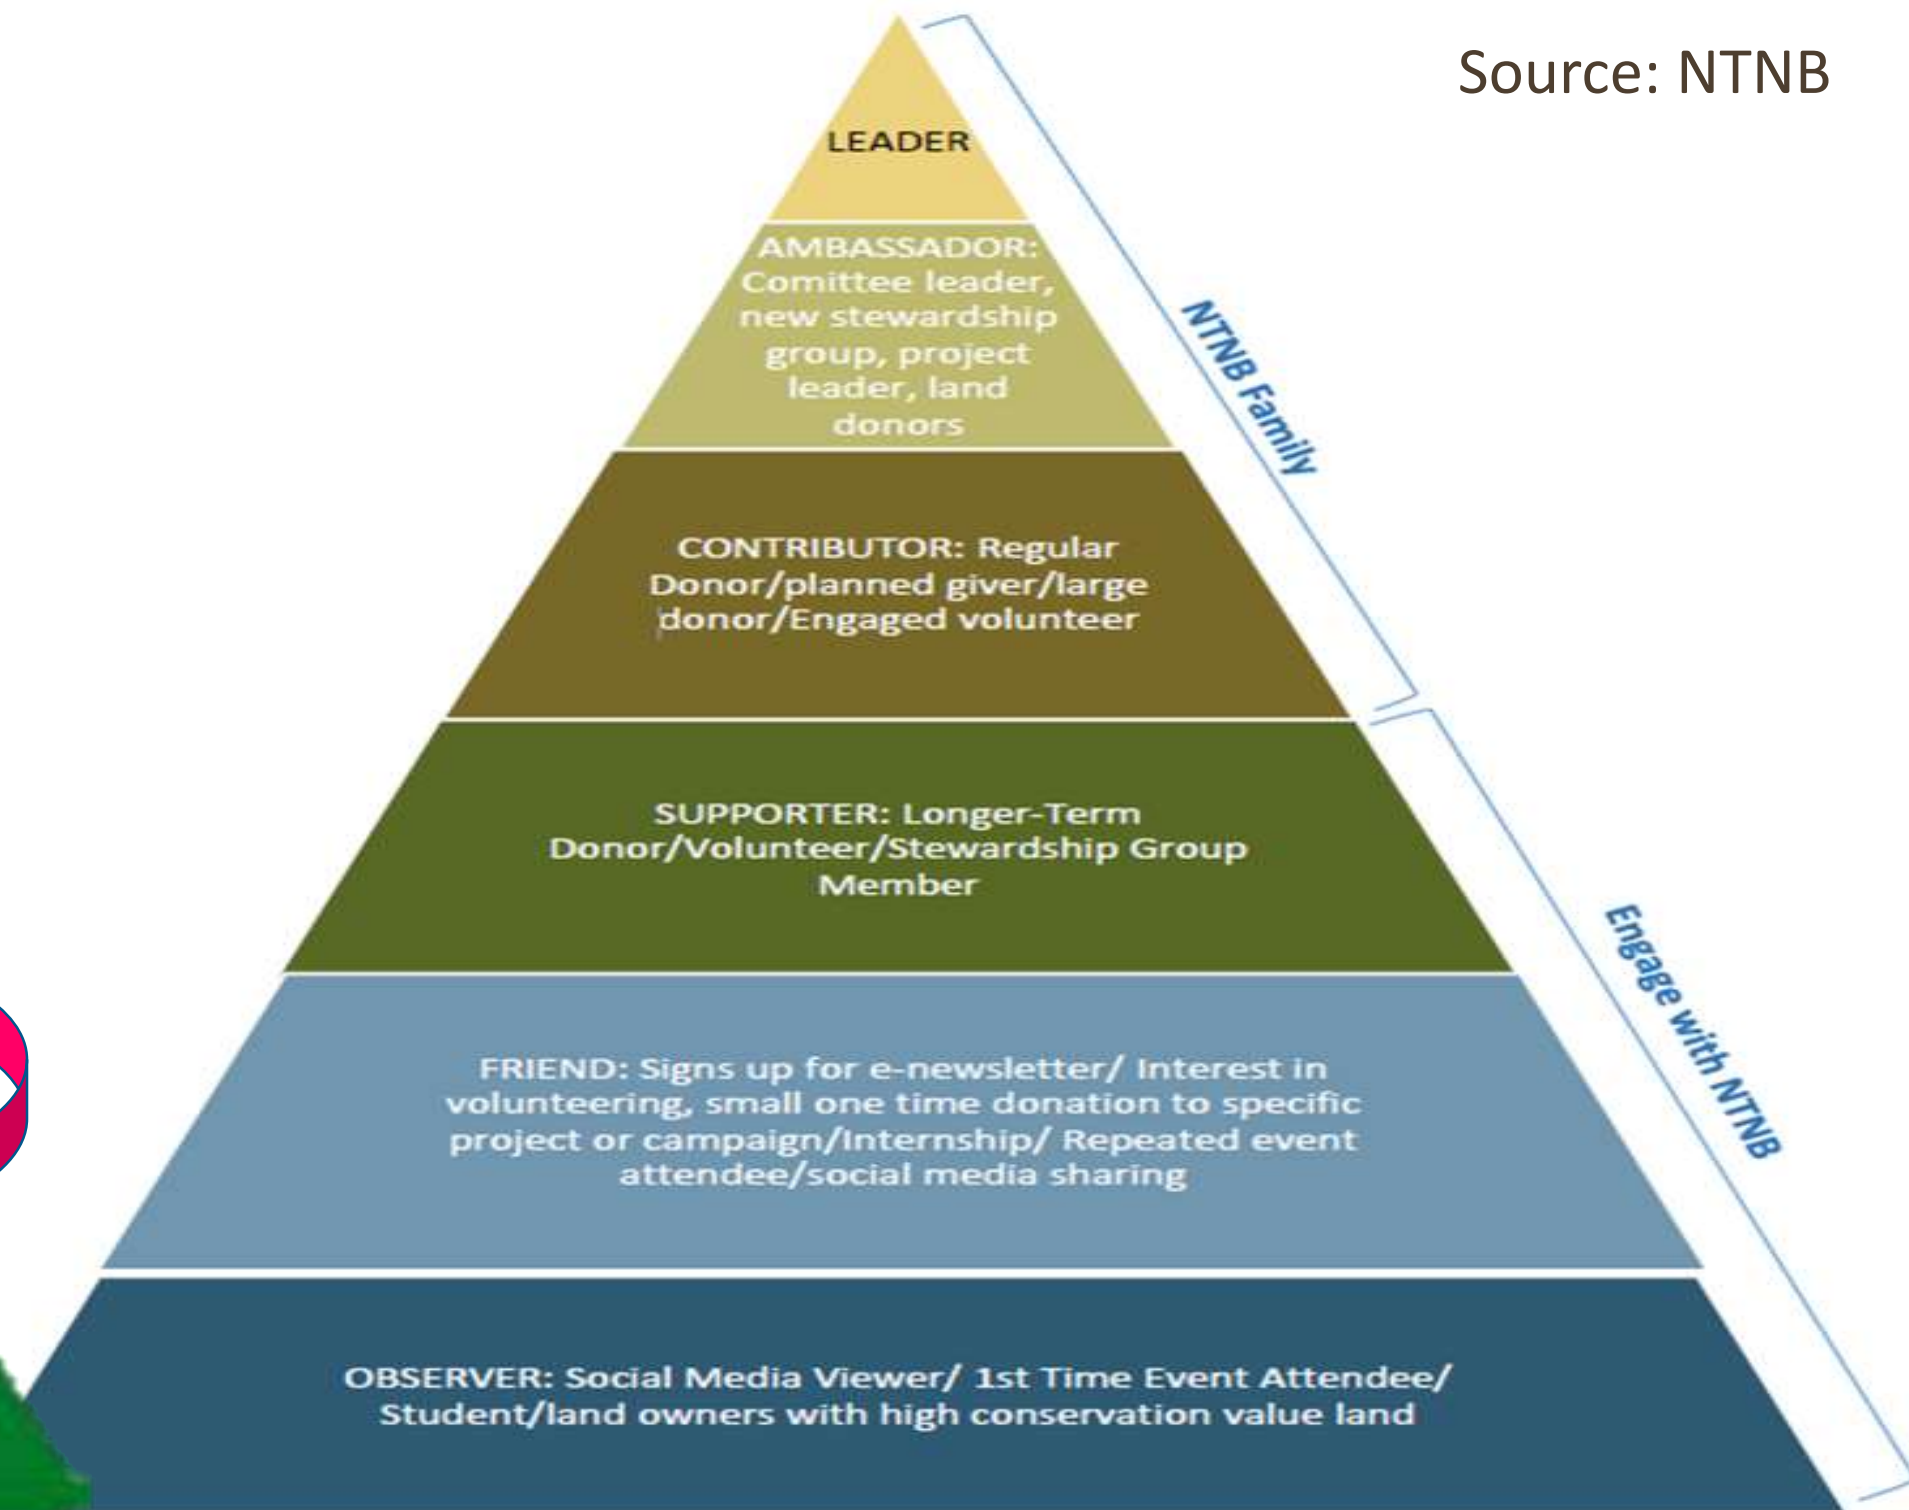 Source: NTNB
LEADER
AMBASSADOR:
Comittee leader,
new stewardship
group, project
leader, land
donors
NTNB Family
CONTRIBUTOR: Regular
Donor/planned giver/large
donor/Engaged volunteer
SUPPORTER: Longer-Term
Donor/Volunteer/Stewardship Group
Member
Engage with NTNB
FRIEND: Signs up for e-newsletter/ Interest in
volunteering, small one time donation to specific
project or campaign/Internship/ Repeated event
attendee/social media sharing
OBSERVER: Social Media Viewer/ 1st Time Event Attendee/
Student/land owners with high conservation value land